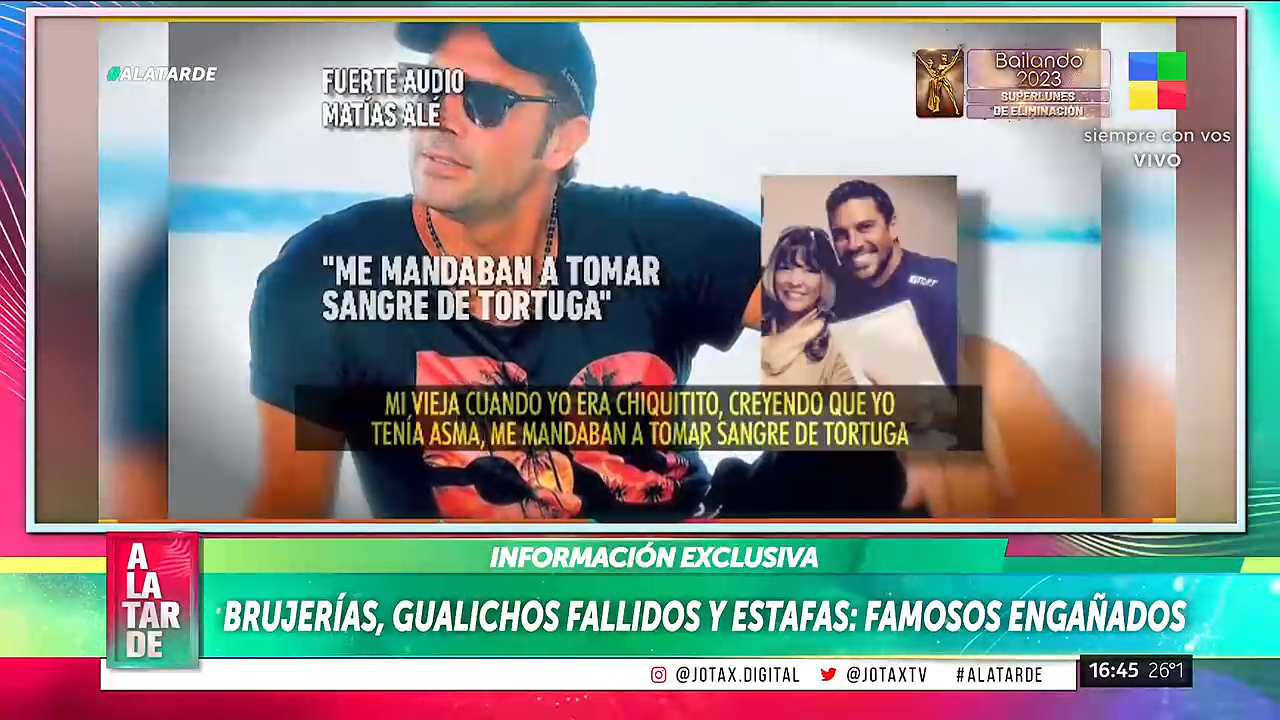 #ALATARDE
FUERTE AUDIO
MATÍAS ALÉ
Bailando
2023
SUPERLUNES
DE ELIMINACIÓN
siempre con vos
VIVO
"ME MANDABAN A TOMAR
SANGRE DE TORTUGA"
MI VIEJA CUANDO YO ERA CHIQUITITO, CREYENDO QUE YO
TENÍA ASMA, ME MANDABAN A TOMAR SANGRE DE TORTUGA
INFORMACIÓN EXCLUSIVA
A
LA
TAR
DE
BRUJERÍAS, GUALICHOS FALLIDOS Y ESTAFAS: FAMOSOS ENGAÑADOS
@JOTAX.DIGITAL @JOTAXTV #ALATARDE
16:45 26°1